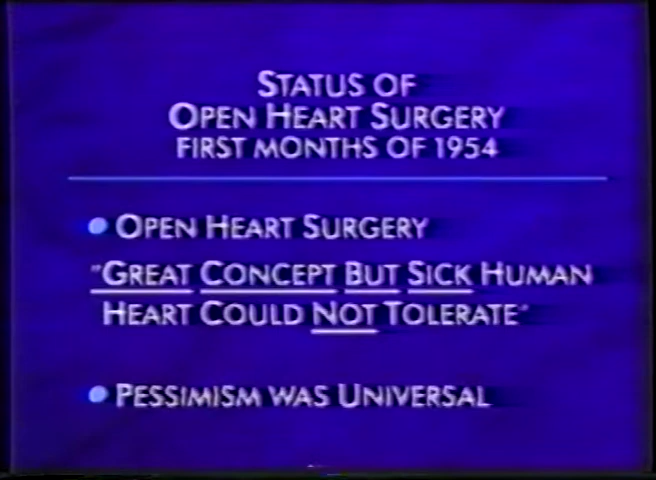 STATUS OF
OPEN HEART SURGERY
FIRST MONTHS OF 1954
• OPEN HEART SURGERY
"GREAT CONCEPT BUT SICK HUMAN
HEART COULD NOT TOLERATE"
• PESSIMISM WAS UNIVERSAL